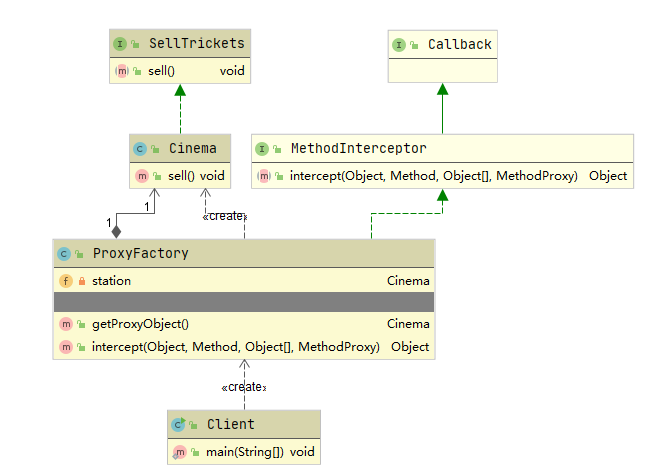 I SellTrickets
m sell() void
I Callback
C Cinema
m sell() void
I MethodInterceptor
m intercept(Object, Method, Object[], MethodProxy) Object
1
1
«create»
C ProxyFactory
f station Cinema
m getProxyObject() Cinema
m intercept(Object, Method, Object[], MethodProxy) Object
«create»
C Client
m main(String[]) void